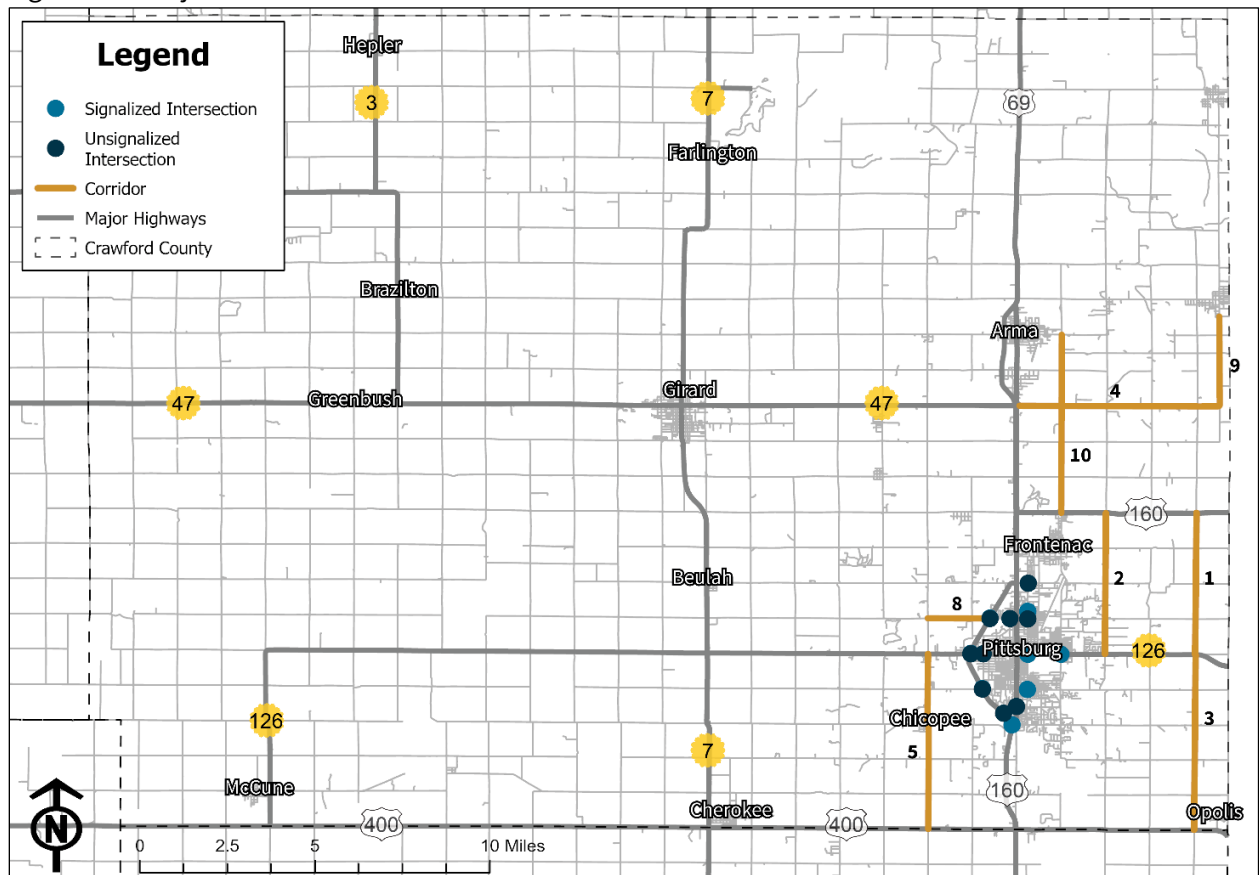 Legend
Signalized Intersection
Unsignalized
Intersection
Corridor
Major Highways
Crawford County
Hepler
3
7
69
Farlington
Brazilton
Arma
9
Girard
4
47
Greenbush
47
10
160
Frontenac
Beulah
2
1
8
Pittsburg
126
126
Chicopee
3
5
7
McCune
160
Cherokee
Opolis
400
400
N
0
2.5
5
10 Miles